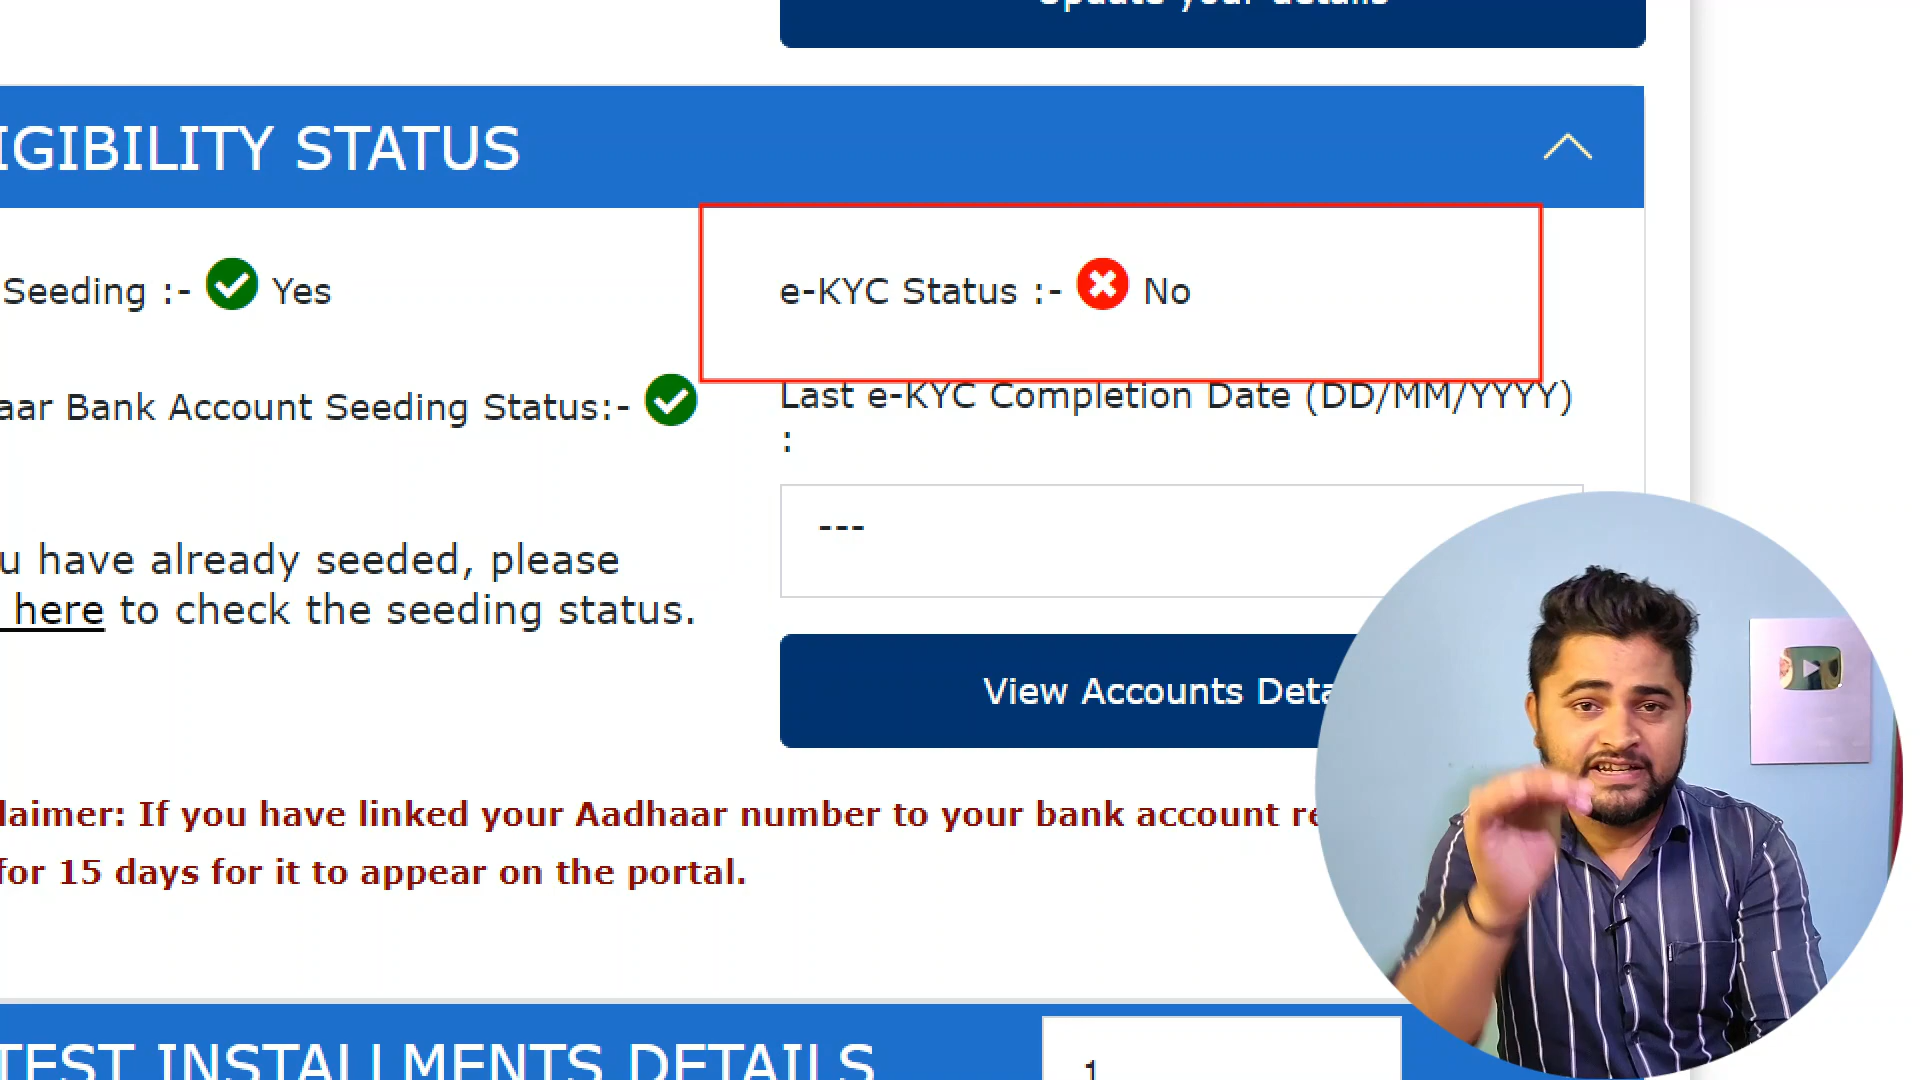 Update your details
IGIBILITY STATUS
Seeding :- Yes
e-KYC Status :- No
aar Bank Account Seeding Status:-
Last e-KYC Completion Date (DD/MM/YYYY)
:
---
u have already seeded, please
here to check the seeding status.
View Accounts Deta
laimer: If you have linked your Aadhaar number to your bank account re
for 15 days for it to appear on the portal.
TEST INSTALLMENTS DETAILS
1